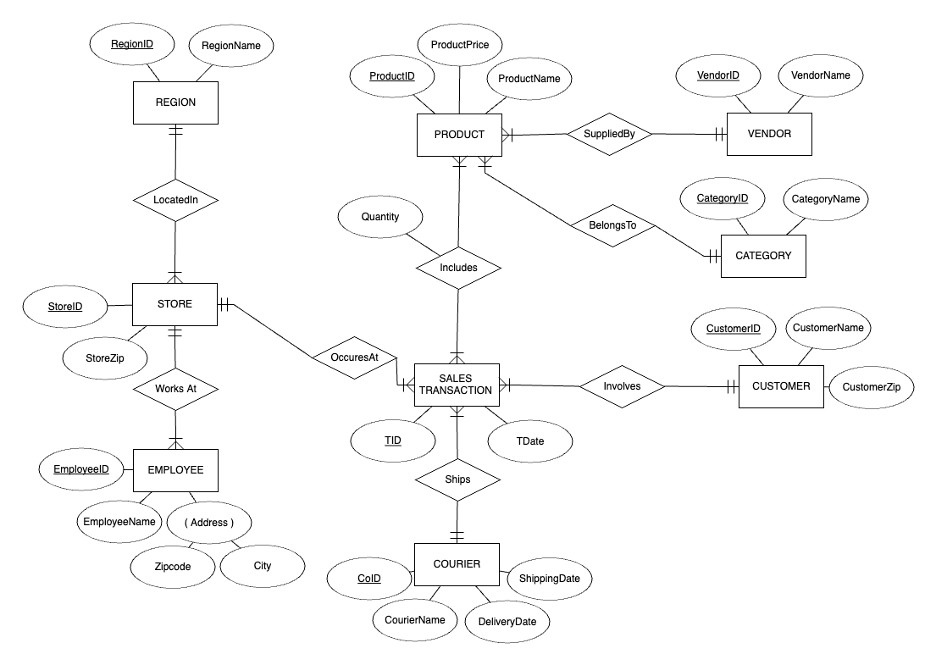 ProductPrice
RegionID
RegionName
ProductID
ProductName
VendorID
VendorName
REGION
PRODUCT
SuppliedBy
VENDOR
LocatedIn
CategoryID
CategoryName
Quantity
BelongsTo
CATEGORY
Includes
StoreID
STORE
CustomerID
CustomerName
StoreZip
OccuresAt
Works At
SALES
TRANSACTION
Involves
CUSTOMER
CustomerZip
TID
TDate
EmployeeID
EMPLOYEE
Ships
EmployeeName
( Address )
Zipcode
City
COURIER
CoID
ShippingDate
CourierName
DeliveryDate